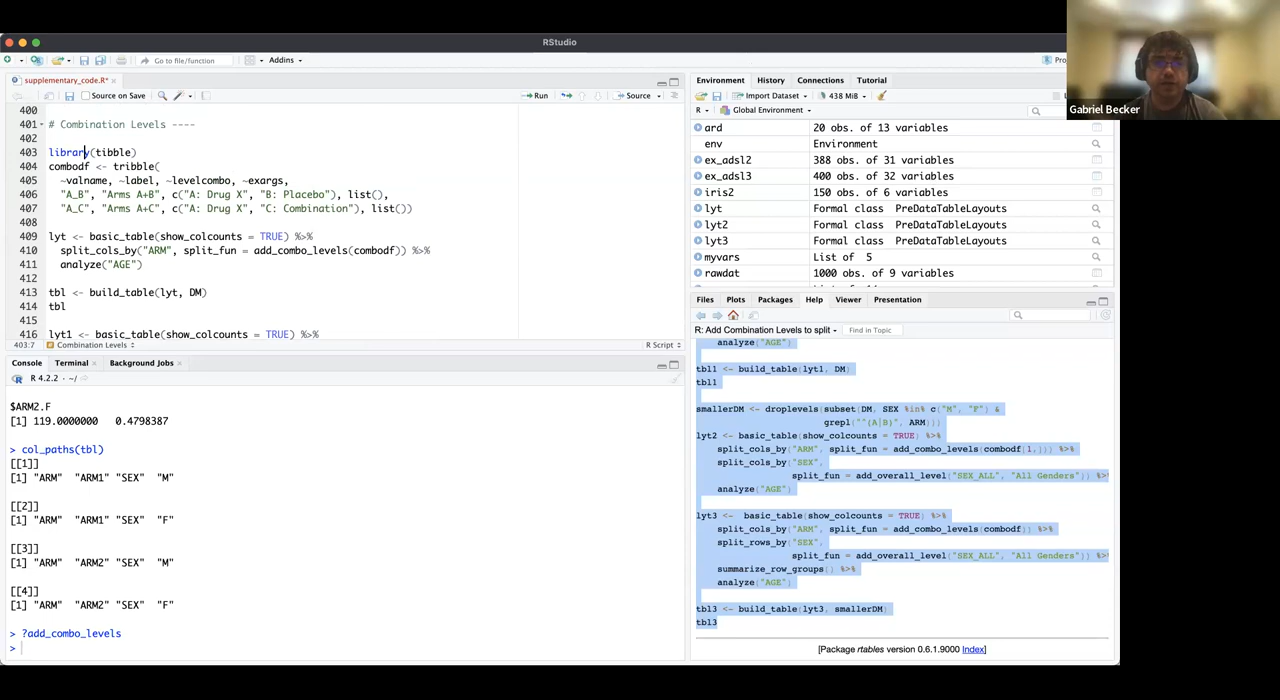 RStudio
Go to file/function
Addins
supplementary_code.R*
Source on Save
Run
Source
400
401 # Combination Levels ----
402
403 library(tibble)
404 combodf <- tribble(
405 ~valname, ~label, ~levelcombo, ~exargs,
406 "A_B", "Arms A+B", c("A: Drug X", "B: Placebo"), list(),
407 "A_C", "Arms A+C", c("A: Drug X", "C: Combination"), list())
408
409 lyt <- basic_table(show_colcounts = TRUE) %>%
410 split_cols_by("ARM", split_fun = add_combo_levels(combodf)) %>%
411 analyze("AGE")
412
413 tbl <- build_table(lyt, DM)
414 tbl
415
416 lyt1 <- basic_table(show_colcounts = TRUE) %>%
403:7 Combination Levels
R Script
Console Terminal Background Jobs
R 4.2.2 · ~/
$ARM2.F
[1] 119.0000000 0.4798387
> col_paths(tbl)
[[1]]
[1] "ARM" "ARM1" "SEX" "M"
[[2]]
[1] "ARM" "ARM1" "SEX" "F"
[[3]]
[1] "ARM" "ARM2" "SEX" "M"
[[4]]
[1] "ARM" "ARM2" "SEX" "F"
> ?add_combo_levels
>
Environment History Connections Tutorial
Import Dataset 438 MiB
R Global Environment
ard 20 obs. of 13 variables
env Environment
ex_adsl2 388 obs. of 31 variables
ex_adsl3 400 obs. of 32 variables
iris2 150 obs. of 6 variables
lyt Formal class PreDataTableLayouts
lyt2 Formal class PreDataTableLayouts
lyt3 Formal class PreDataTableLayouts
myvars List of 5
rawdat 1000 obs. of 9 variables
Files Plots Packages Help Viewer Presentation
R: Add Combination Levels to split
Find in Topic
analyze("AGE")
tbl1 <- build_table(lyt1, DM)
tbl1
smallerDM <- droplevels(subset(DM, SEX %in% c("M", "F") &
grepl("^(A|B)", ARM)))
lyt2 <- basic_table(show_colcounts = TRUE) %>%
split_cols_by("ARM", split_fun = add_combo_levels(combodf[1,])) %>%
split_cols_by("SEX",
split_fun = add_overall_level("SEX_ALL", "All Genders")) %>
analyze("AGE")
lyt3 <- basic_table(show_colcounts = TRUE) %>%
split_cols_by("ARM", split_fun = add_combo_levels(combodf)) %>%
split_rows_by("SEX",
split_fun = add_overall_level("SEX_ALL", "All Genders")) %>
summarize_row_groups() %>%
analyze("AGE")
tbl3 <- build_table(lyt3, smallerDM)
tbl3
[Package rtables version 0.6.1.9000 Index]
Gabriel Becker